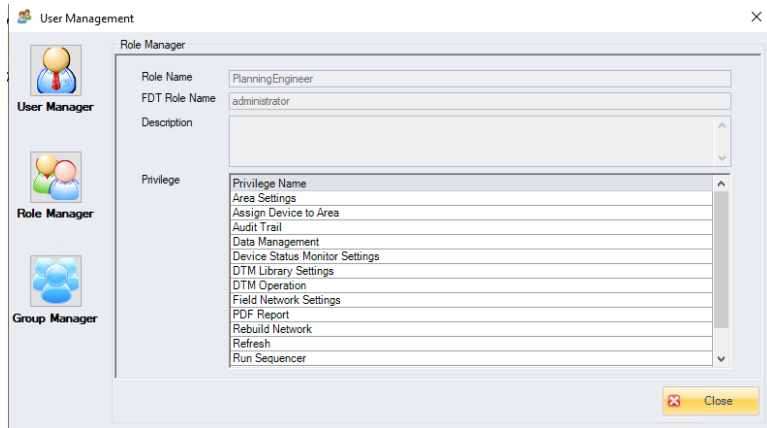 User Management
Role Manager
Role Name
PlanningEngineer
FDT Role Name
administrator
Description
Privilege
Privilege Name
Area Settings
Assign Device to Area
Audit Trail
Data Management
Device Status Monitor Settings
DTM Library Settings
DTM Operation
Field Network Settings
PDF Report
Rebuild Network
Refresh
Run Sequencer
User Manager
Role Manager
Group Manager
Close